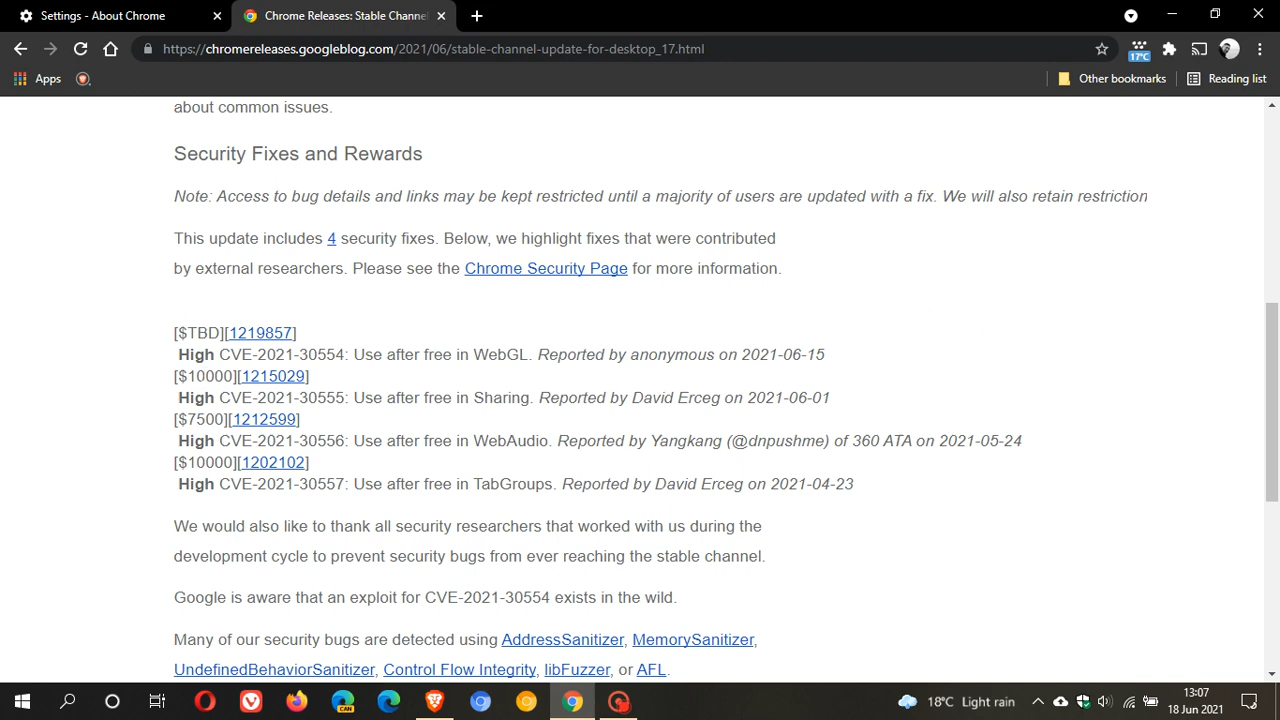 Settings - About Chrome
Chrome Releases: Stable Channe
https://chromereleases.googleblog.com/2021/06/stable-channel-update-for-desktop_17.html
17°C
Apps
Other bookmarks
Reading list
about common issues.
Security Fixes and Rewards
Note: Access to bug details and links may be kept restricted until a majority of users are updated with a fix. We will also retain restriction
This update includes 4 security fixes. Below, we highlight fixes that were contributed
by external researchers. Please see the Chrome Security Page for more information.
[$TBD][1219857]
High CVE-2021-30554: Use after free in WebGL. Reported by anonymous on 2021-06-15
[$10000][1215029]
High CVE-2021-30555: Use after free in Sharing. Reported by David Erceg on 2021-06-01
[$7500][1212599]
High CVE-2021-30556: Use after free in WebAudio. Reported by Yangkang (@dnpushme) of 360 ATA on 2021-05-24
[$10000][1202102]
High CVE-2021-30557: Use after free in TabGroups. Reported by David Erceg on 2021-04-23
We would also like to thank all security researchers that worked with us during the
development cycle to prevent security bugs from ever reaching the stable channel.
Google is aware that an exploit for CVE-2021-30554 exists in the wild.
Many of our security bugs are detected using AddressSanitizer, MemorySanitizer,
UndefinedBehaviorSanitizer, Control Flow Integrity, libFuzzer, or AFL.
CAN
18°C Light rain
13:07
18 Jun 2021